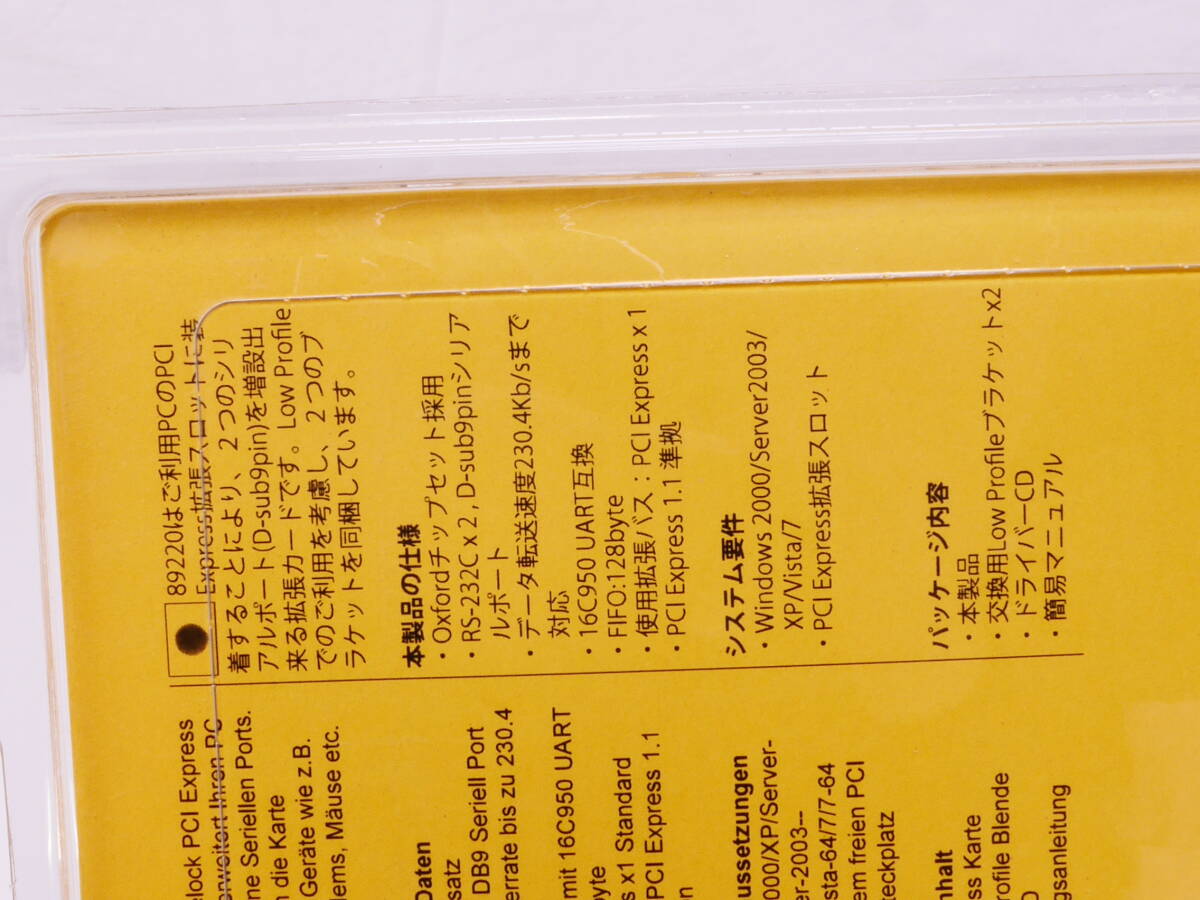 89220はご利用PCのPCI
Express拡張スロットに装
着することにより、2つのシリ
アルポート(D-sub9pin)を増設出
来る拡張カードです。Low Profile
でのご利用を考慮し、2つのブ
ラケットを同梱しています。
本製品の仕様
・Oxfordチップセット採用
・RS-232C x 2 , D-sub9pinシリア
ルポート
・データ転送速度230.4Kb/sまで
対応
・16C950 UART互換
・FIFO:128byte
・使用拡張バス：PCI Express x 1
・PCI Express 1.1 準拠
システム要件
・Windows 2000/Server2003/
XP/Vista/7
・PCI Express拡張スロット
パッケージ内容
・本製品
・交換用Low Profileブラケットx2
・ドライバーCD
・簡易マニュアル
elock PCI Express
erweitert Ihren PC
ne Seriellen Ports.
n die Karte
Geräte wie z.B.
dems, Mäuse etc.
Daten
satz
DB9 Seriell Port
errate bis zu 230.4
mit 16C950 UART
byte
s x1 Standard
PCI Express 1.1
n
ussetzungen
000/XP/Server-
er-2003--
sta-64/7/7-64
em freien PCI
teckplatz
nhalt
ss Karte
rofile Blende
D
gsanleitung